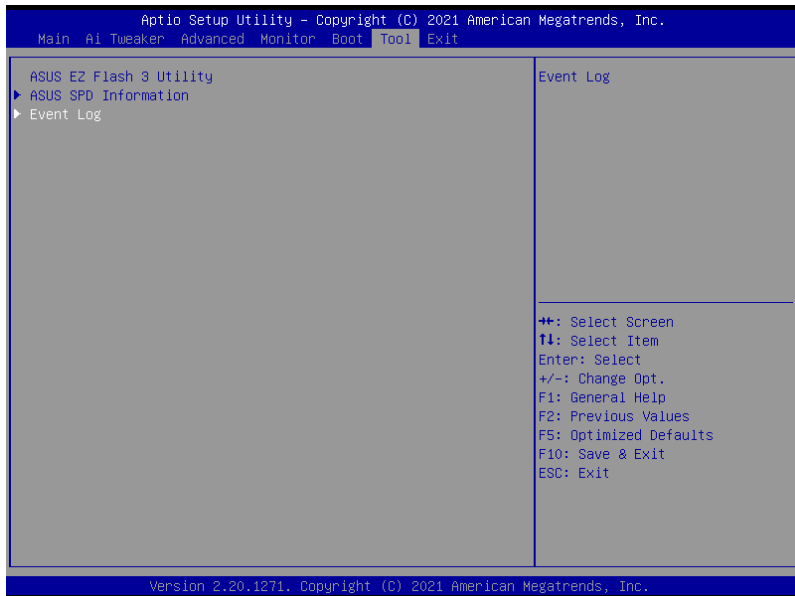 Aptio Setup Utility – Copyright (C) 2021 American Megatrends, Inc.
Main Ai Tweaker Advanced Monitor Boot Tool Exit
ASUS EZ Flash 3 Utility
ASUS SPD Information
Event Log
Event Log
→←: Select Screen
↑↓: Select Item
Enter: Select
+/-: Change Opt.
F1: General Help
F2: Previous Values
F5: Optimized Defaults
F10: Save & Exit
ESC: Exit
Version 2.20.1271. Copyright (C) 2021 American Megatrends, Inc.